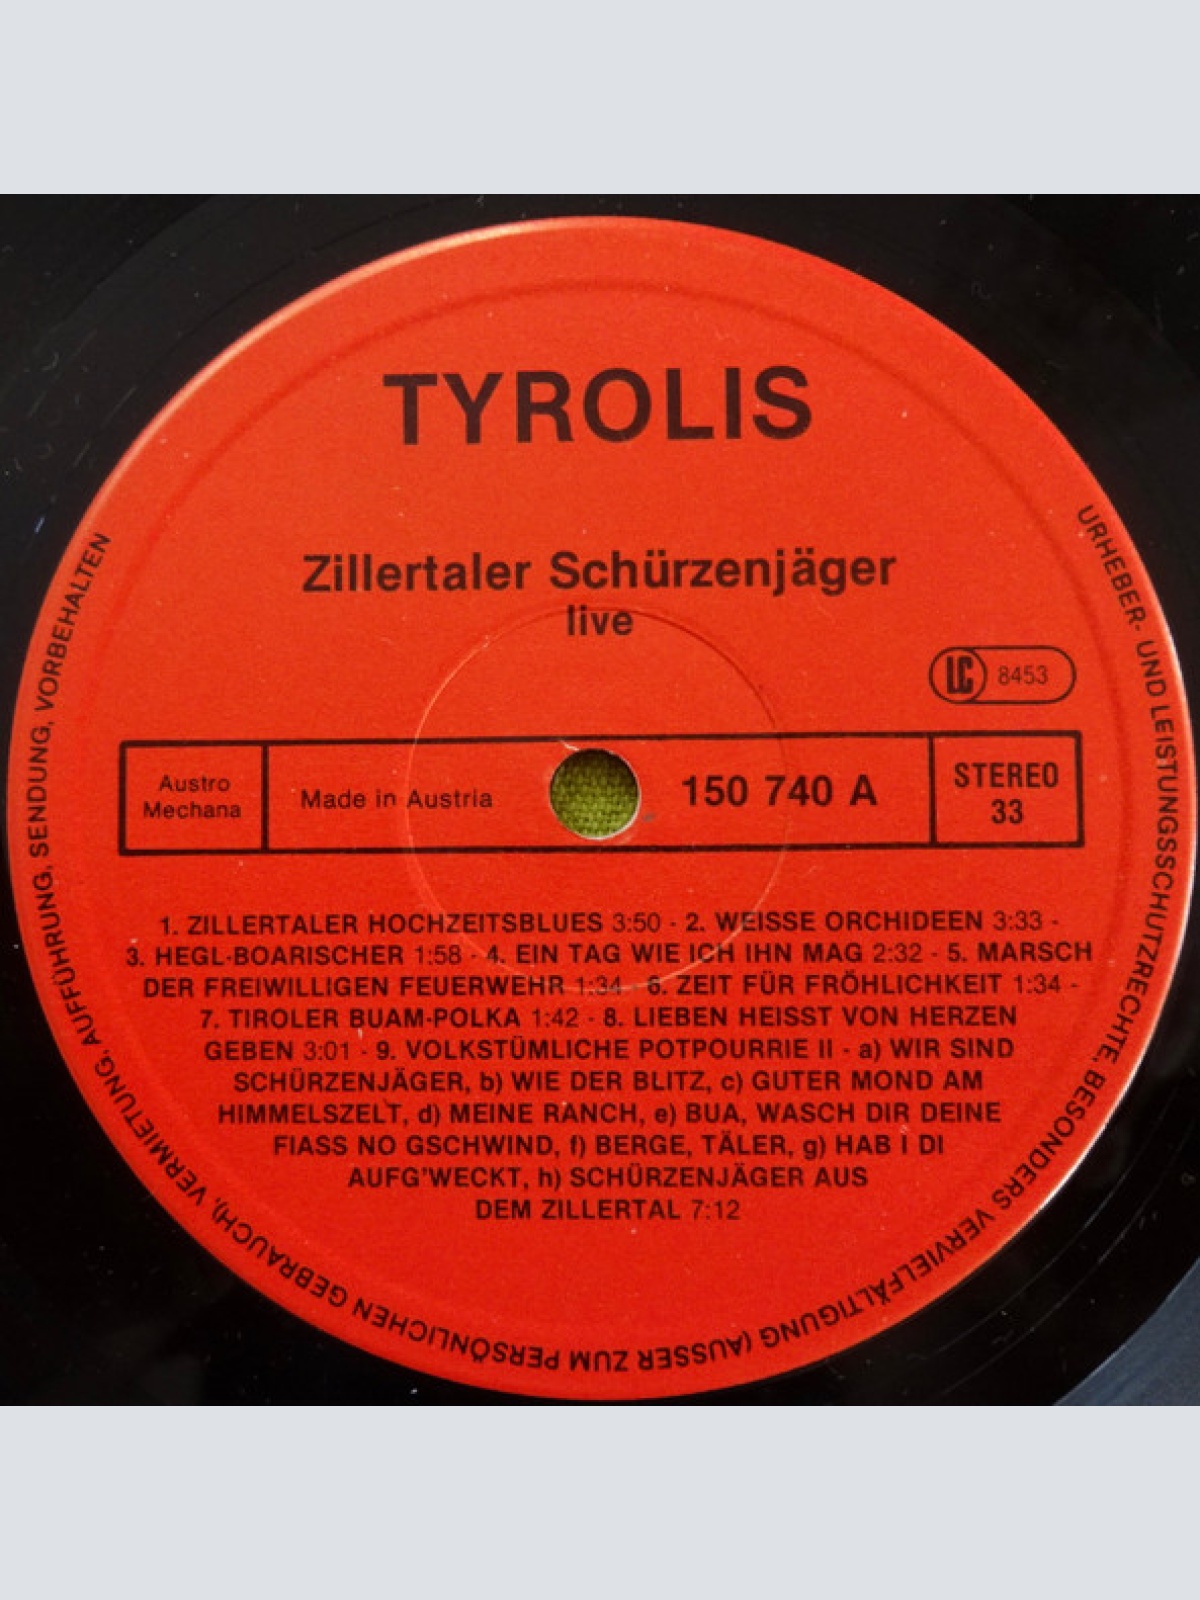 TYROLIS
Zillertaler Schürzenjäger
live
LC 8453
Austro
Mechana
Made in Austria
150 740 A
STEREO
33
1. ZILLERTALER HOCHZEITSBLUES 3:50 - 2. WEISSE ORCHIDEEN 3:33 -
3. HEGL-BOARISCHER 1:58 - 4. EIN TAG WIE ICH IHN MAG 2:32 - 5. MARSCH
DER FREIWILLIGEN FEUERWEHR 1:34 - 6. ZEIT FÜR FRÖHLICHKEIT 1:34 -
7. TIROLER BUAM-POLKA 1:42 - 8. LIEBEN HEISST VON HERZEN
GEBEN 3:01 - 9. VOLKSTÜMLICHE POTPOURRIE II - a) WIR SIND
SCHÜRZENJÄGER, b) WIE DER BLITZ, c) GUTER MOND AM
HIMMELSZELT, d) MEINE RANCH, e) BUA, WASCH DIR DEINE
FIASS NO GSCHWIND, f) BERGE, TÄLER, g) HAB I DI
AUFG'WECKT, h) SCHÜRZENJÄGER AUS
DEM ZILLERTAL 7:12
URHEBER- UND LEISTUNGSSCHUTZRECHTE, BESONDERS VERVIELFÄLTIGUNG (AUSSER ZUM PERSÖNLICHEN GEBRAUCH), VERMIETUNG, AUFFÜHRUNG, SENDUNG, VORBEHALTEN